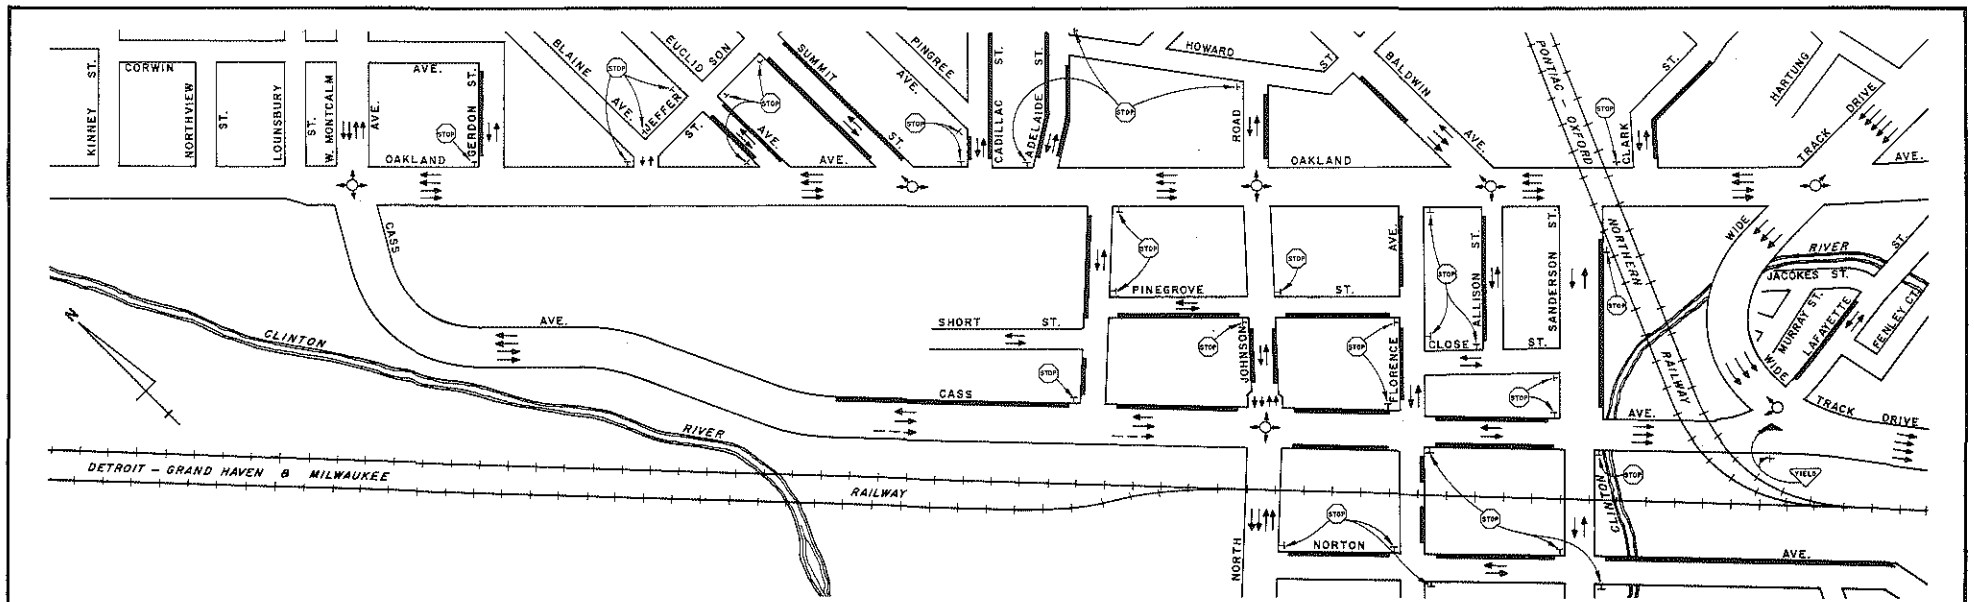 KINNEY ST.
CORWIN AVE.
NORTHVIEW ST.
LOUNSBURY ST.
W. MONTCALM AVE.
GERDON ST.
STOP
OAKLAND AVE.
BLAINE AVE.
EUCLID AVE.
JEFFERSON ST.
STOP
STOP
SUMMIT ST.
PINGREE AVE.
STOP
CADILLAC ST.
ADELAIDE ST.
STOP
HOWARD ST.
ROAD
OAKLAND AVE.
BALDWIN AVE.
PONTIAC - OXFORD
NORTHERN
RAILWAY
STOP
CLARK ST.
HARTUNG
TRACK DRIVE
WIDE
N
CASS AVE.
CLINTON RIVER
DETROIT - GRAND HAVEN & MILWAUKEE RAILWAY
SHORT ST.
STOP
CASS AVE.
STOP
PINEGROVE ST.
STOP
STOP
JOHNSON
STOP
FLORENCE AVE.
STOP
ALLISON ST.
CLOSE ST.
SANDERSON ST.
STOP
STOP
RIVER
JACOKES ST.
MURRAY ST.
LAFAYETTE ST.
FENLEY CT.
WIDE TRACK DRIVE
YIELD
STOP
CLINTON
STOP
STOP
NORTH
NORTON AVE.